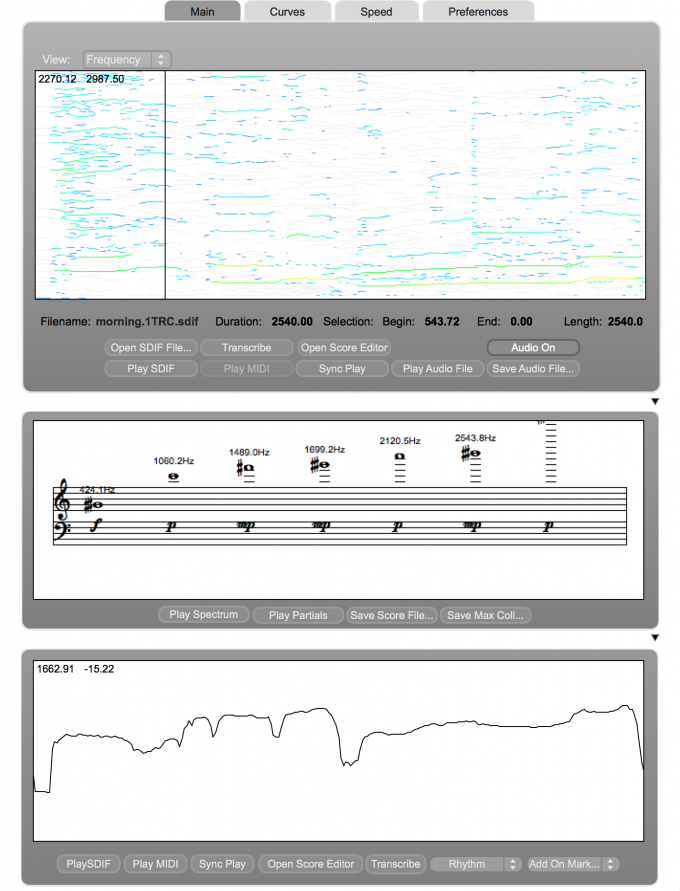 Main Curves Speed Preferences
View: Frequency
2270.12 2987.50
Filename: morning.1TRC.sdif Duration: 2540.00 Selection: Begin: 543.72 End: 0.00 Length: 2540.0
Open SDIF File... Transcribe Open Score Editor Audio On
Play SDIF Play MIDI Sync Play Play Audio File Save Audio File...
424.1Hz 1060.2Hz 1489.0Hz 1699.2Hz 2120.5Hz 2543.8Hz
f p mp mp p mp p
Play Spectrum Play Partials Save Score File... Save Max Coll...
1662.91 -15.22
PlaySDIF Play MIDI Sync Play Open Score Editor Transcribe Rhythm Add On Mark...